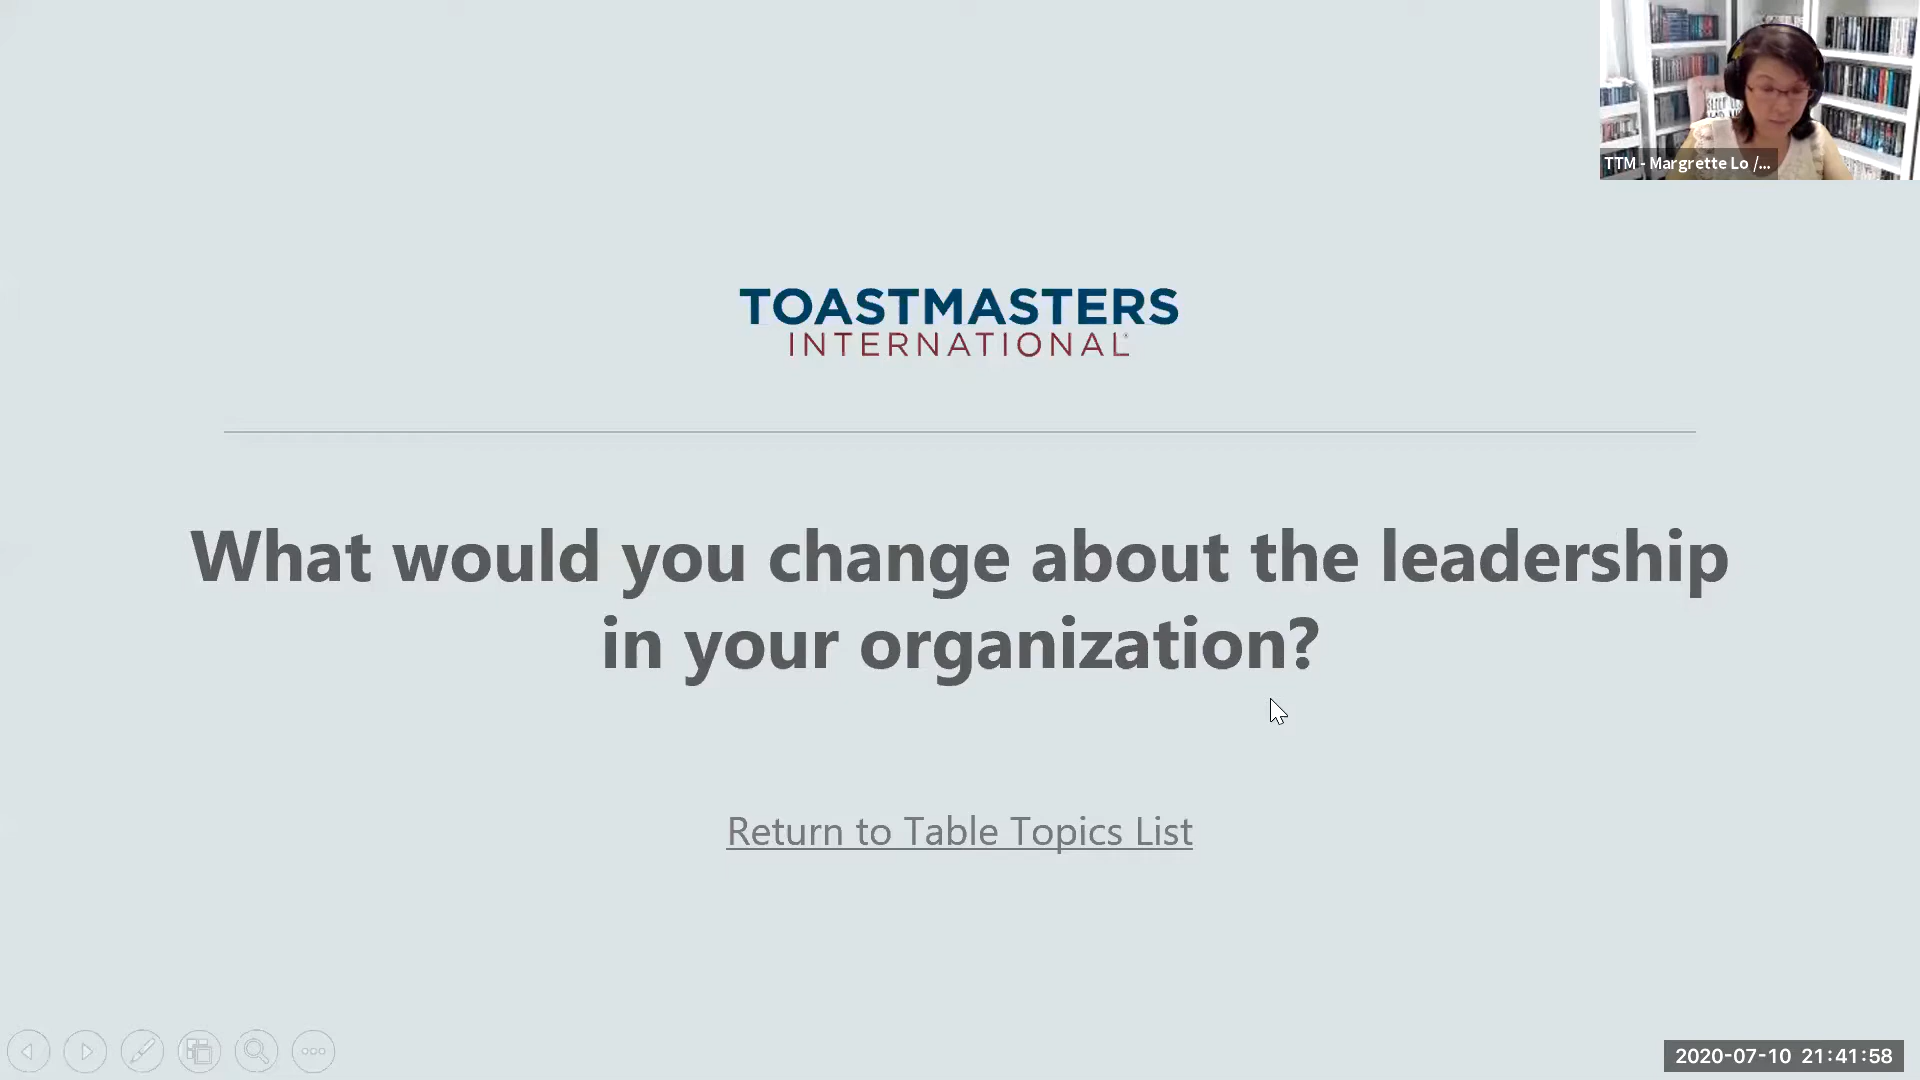 TTM - Margrette Lo /...
TOASTMASTERS
INTERNATIONAL
What would you change about the leadership
in your organization?
Return to Table Topics List
2020-07-10 21:41:58